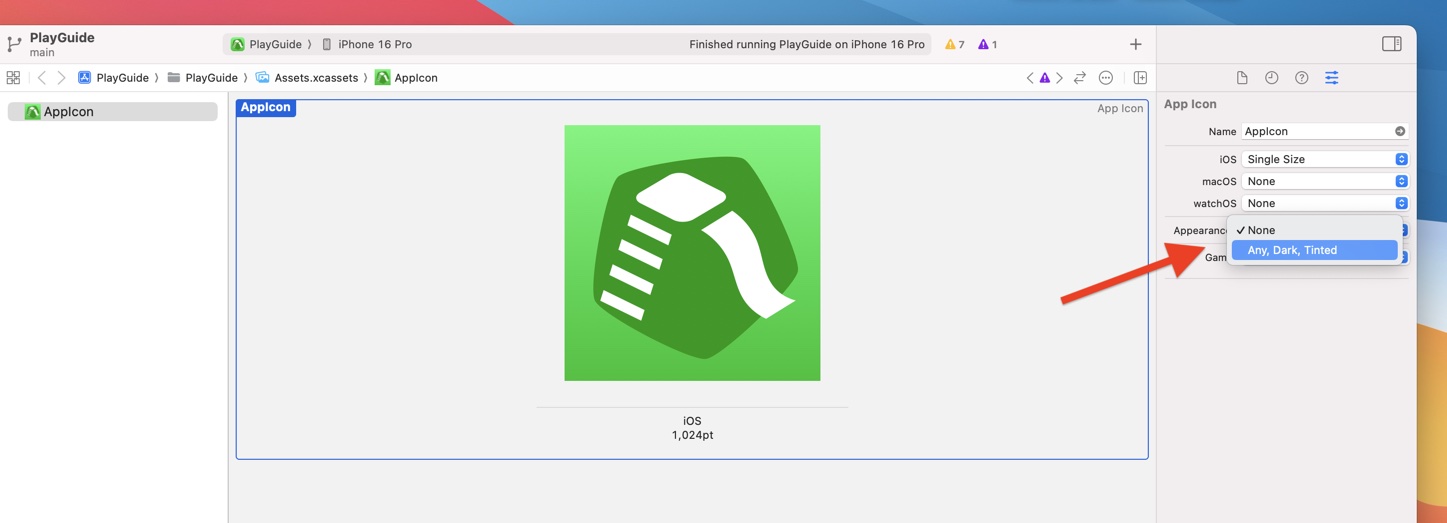 PlayGuide
main
PlayGuide 〉 iPhone 16 Pro
Finished running PlayGuide on iPhone 16 Pro
7
1
PlayGuide 〉 PlayGuide 〉 Assets.xcassets 〉 AppIcon
AppIcon
AppIcon
App Icon
iOS
1,024pt
App Icon
Name AppIcon
iOS Single Size
macOS None
watchOS None
Appearanc ✓ None
Any, Dark, Tinted
Gam